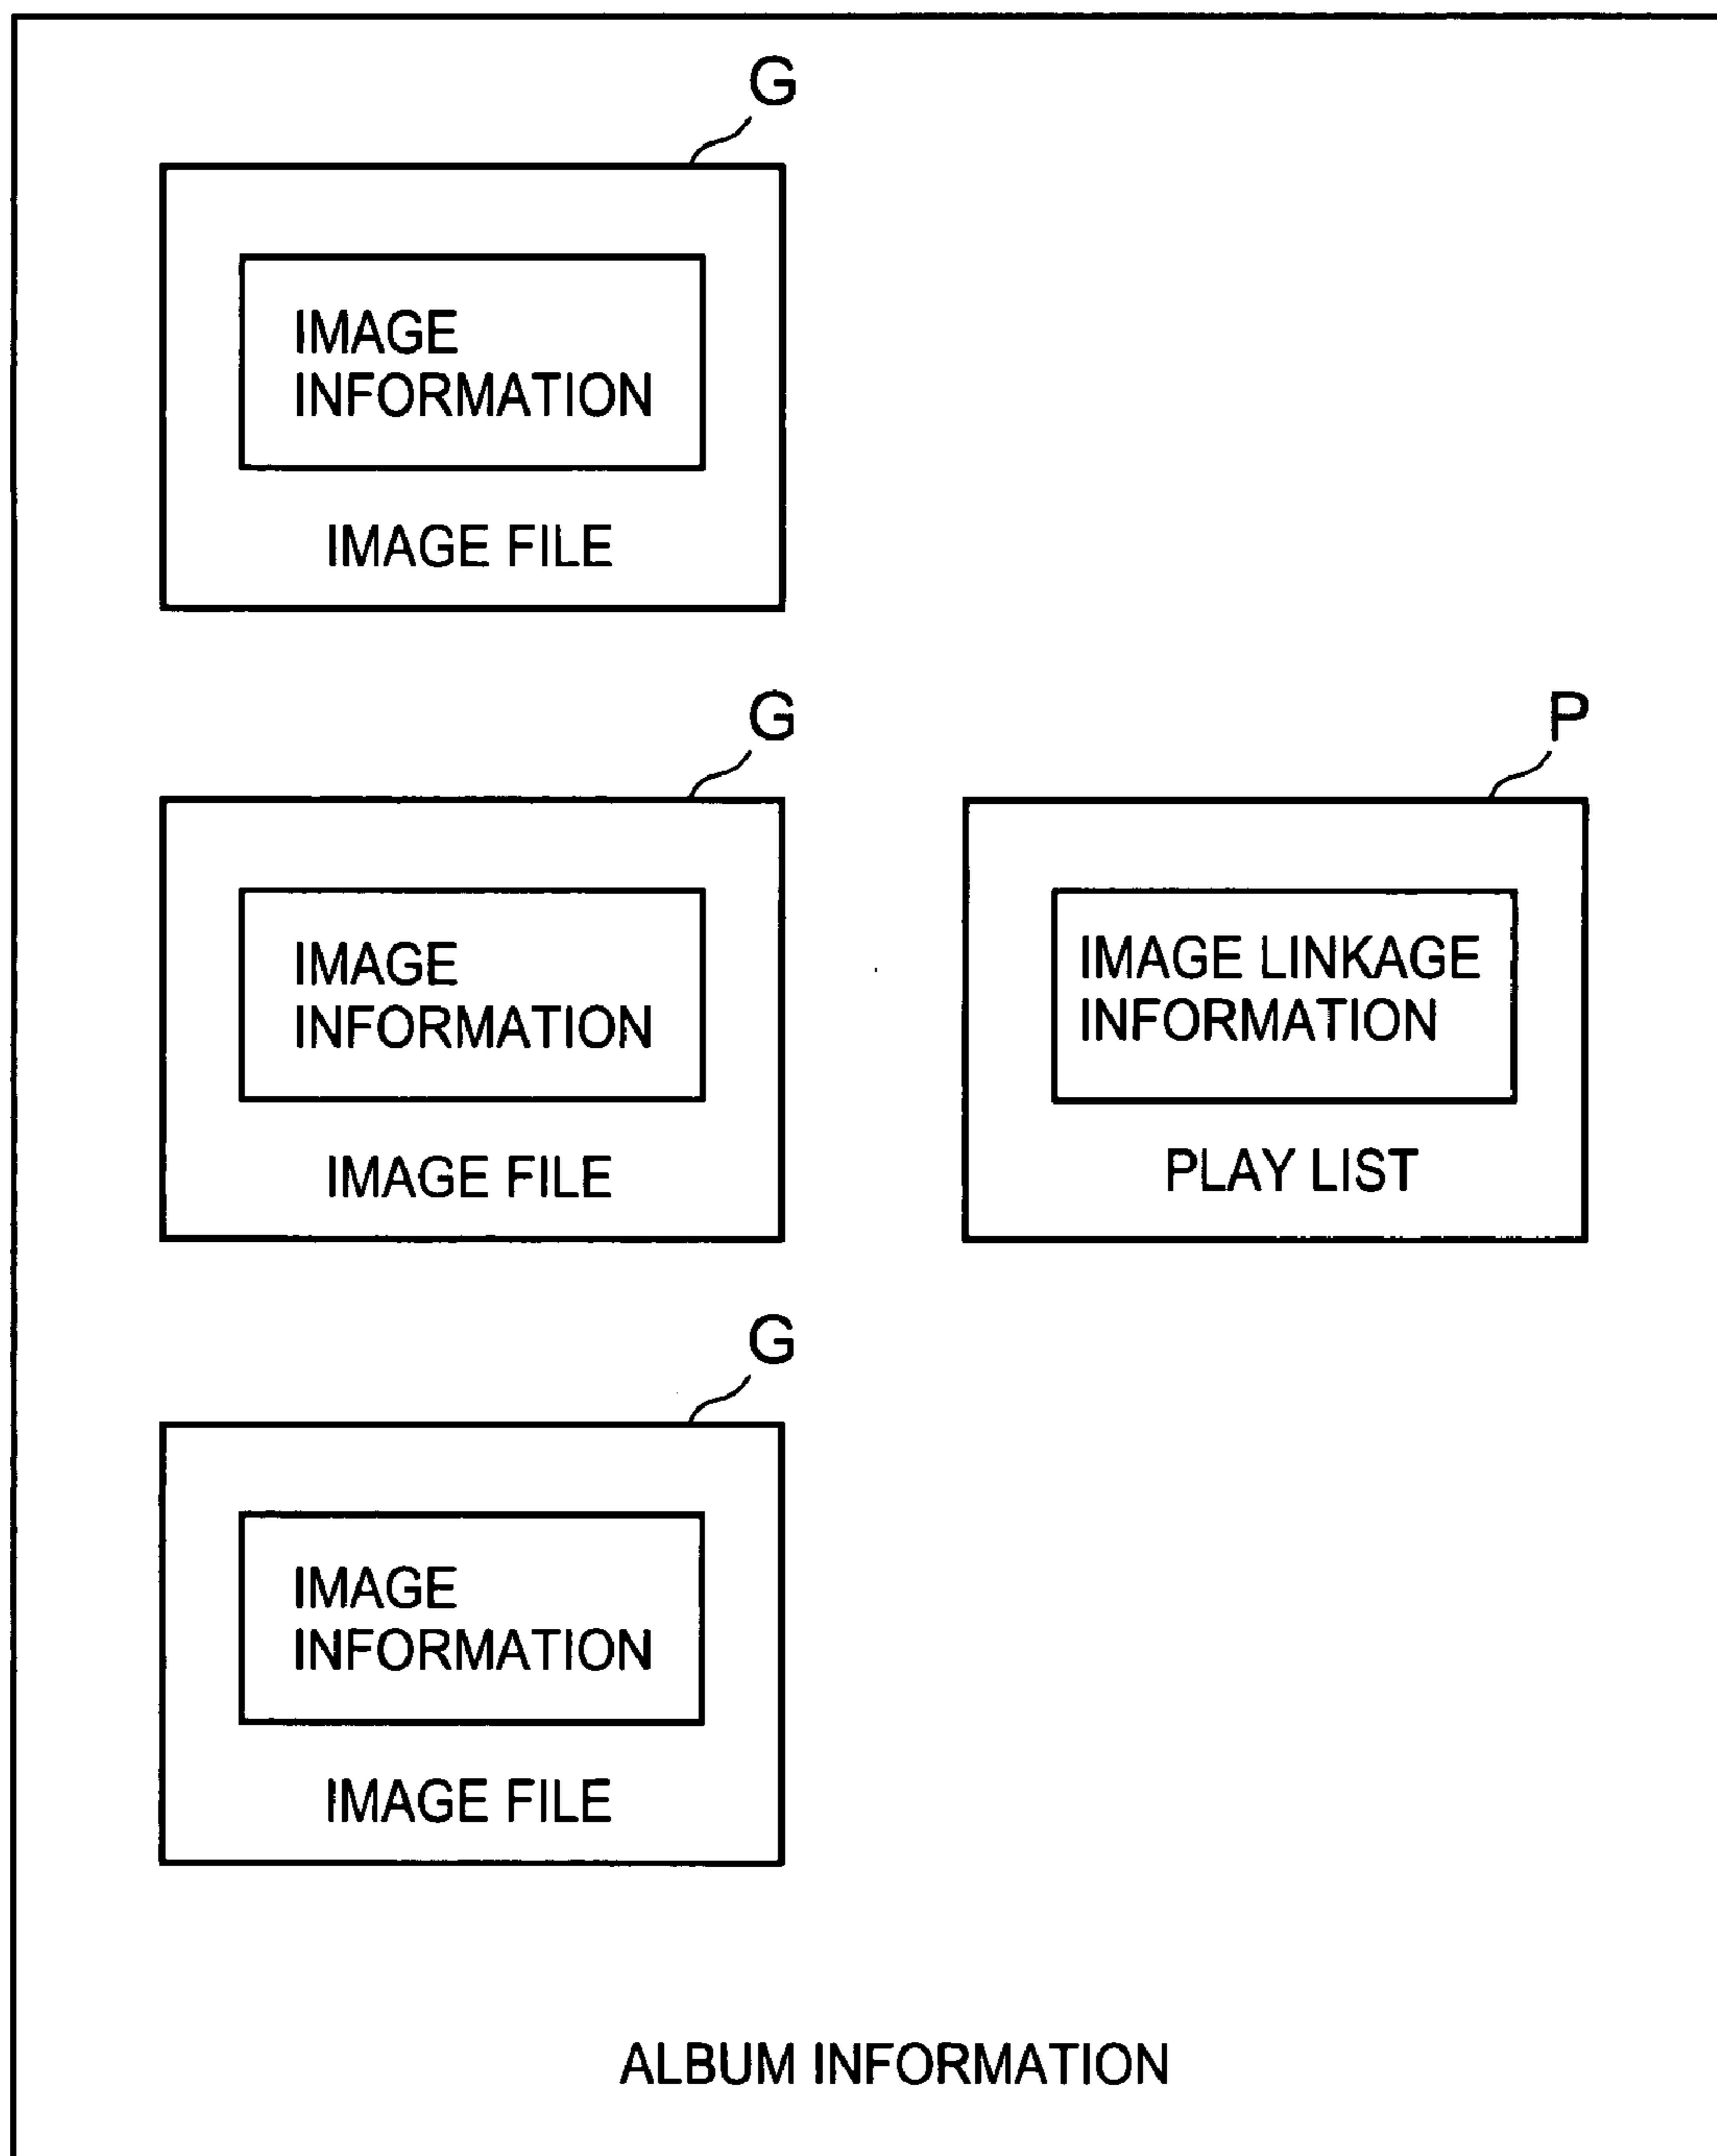 G
IMAGE
INFORMATION
IMAGE FILE
G
IMAGE
INFORMATION
IMAGE FILE
P
IMAGE LINKAGE
INFORMATION
PLAY LIST
G
IMAGE
INFORMATION
IMAGE FILE
ALBUM INFORMATION